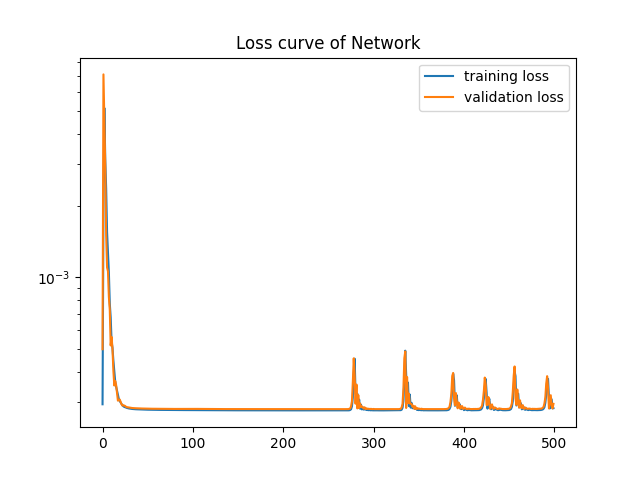 Loss curve of Network
training loss
validation loss
10⁻³
0 100 200 300 400 500